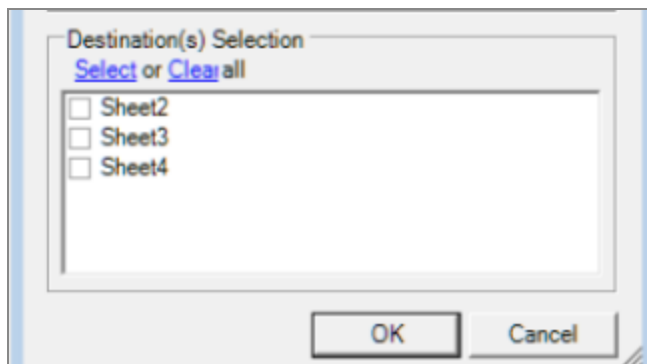 Destination(s) Selection
Select or Clear all
Sheet2
Sheet3
Sheet4
OK Cancel